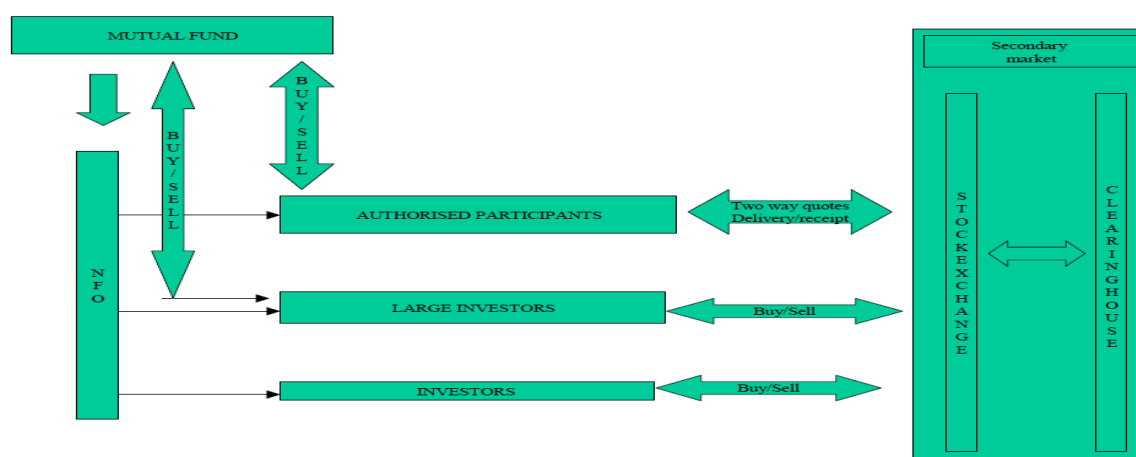 MUTUAL FUND
Secondary
market
BUY/SELL
BUY/SELL
AUTHORISED PARTICIPANTS
Two way quotes
Delivery/receipt
NFO
LARGE INVESTORS
Buy/Sell
INVESTORS
Buy/Sell
STOCKEXCHANGE
CLEARINGHOUSE